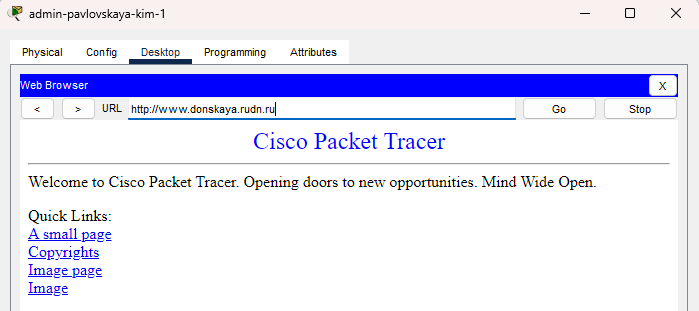 admin-pavlovskaya-kim-1
Physical Config Desktop Programming Attributes
Web Browser X
< > URL http://www.donskaya.rudn.ru Go Stop
Cisco Packet Tracer
Welcome to Cisco Packet Tracer. Opening doors to new opportunities. Mind Wide Open.
Quick Links:
A small page
Copyrights
Image page
Image